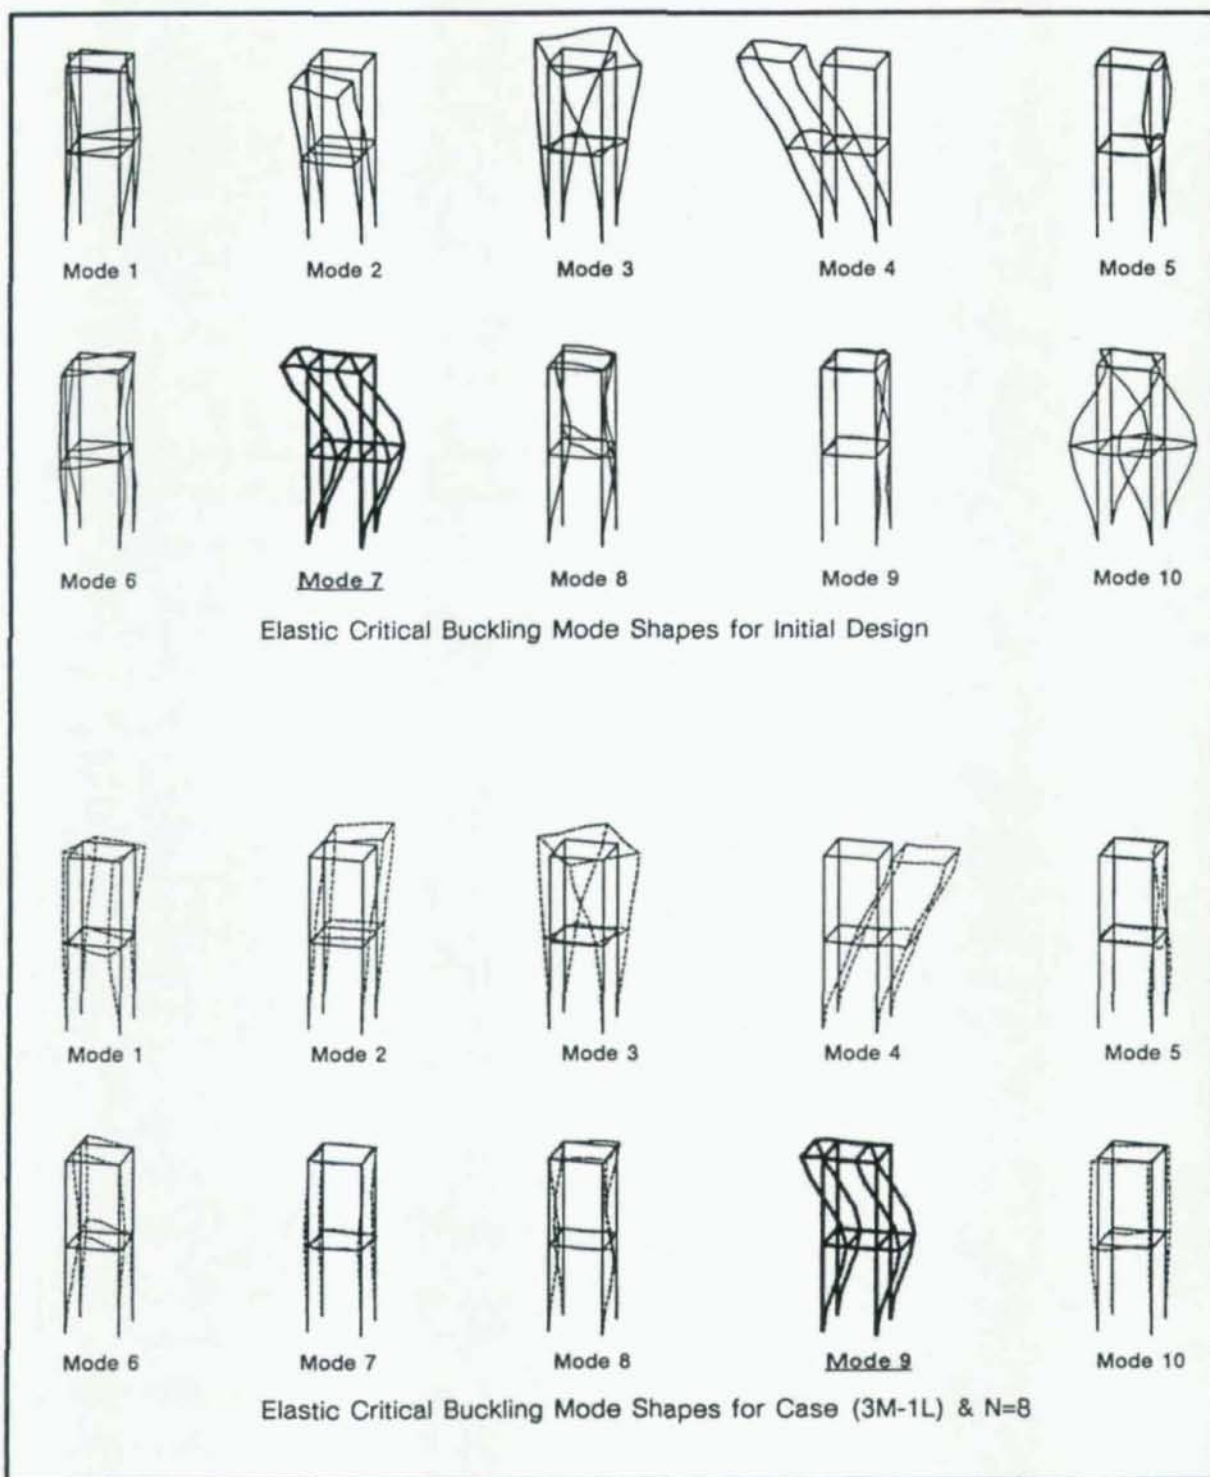 Mode 1 Mode 2 Mode 3 Mode 4 Mode 5
Mode 6 Mode 7 Mode 8 Mode 9 Mode 10
Elastic Critical Buckling Mode Shapes for Initial Design
Mode 1 Mode 2 Mode 3 Mode 4 Mode 5
Mode 6 Mode 7 Mode 8 Mode 9 Mode 10
Elastic Critical Buckling Mode Shapes for Case (3M-1L) & N=8